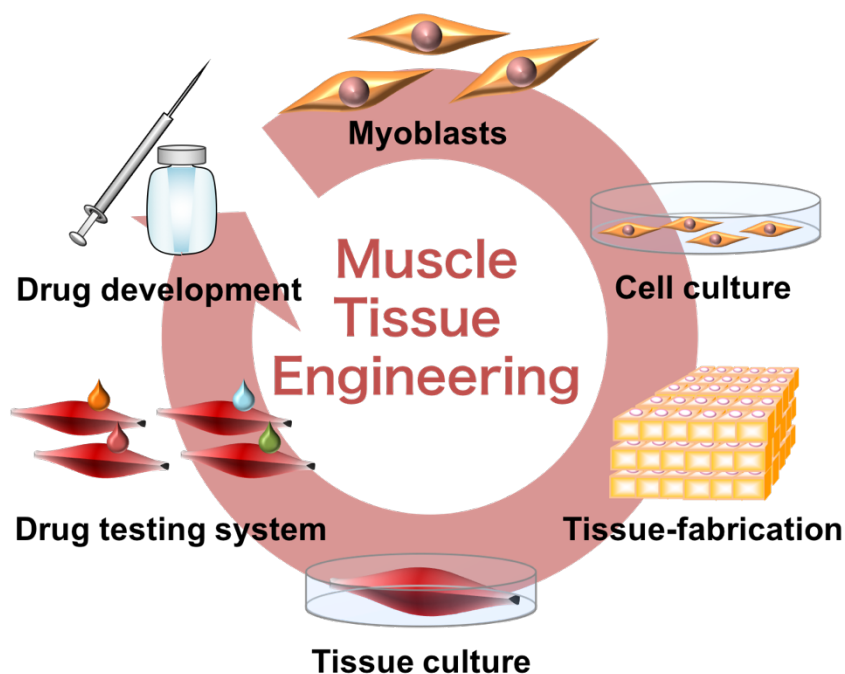 Myoblasts
Cell culture
Tissue-fabrication
Tissue culture
Drug testing system
Drug development
Muscle
Tissue
Engineering